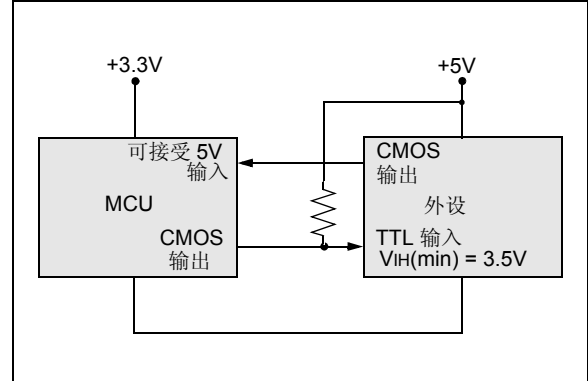 +3.3V
+5V
可接受 5V
输入
MCU
CMOS
输出
CMOS
输出
外设
TTL 输入
VIH(min) = 3.5V